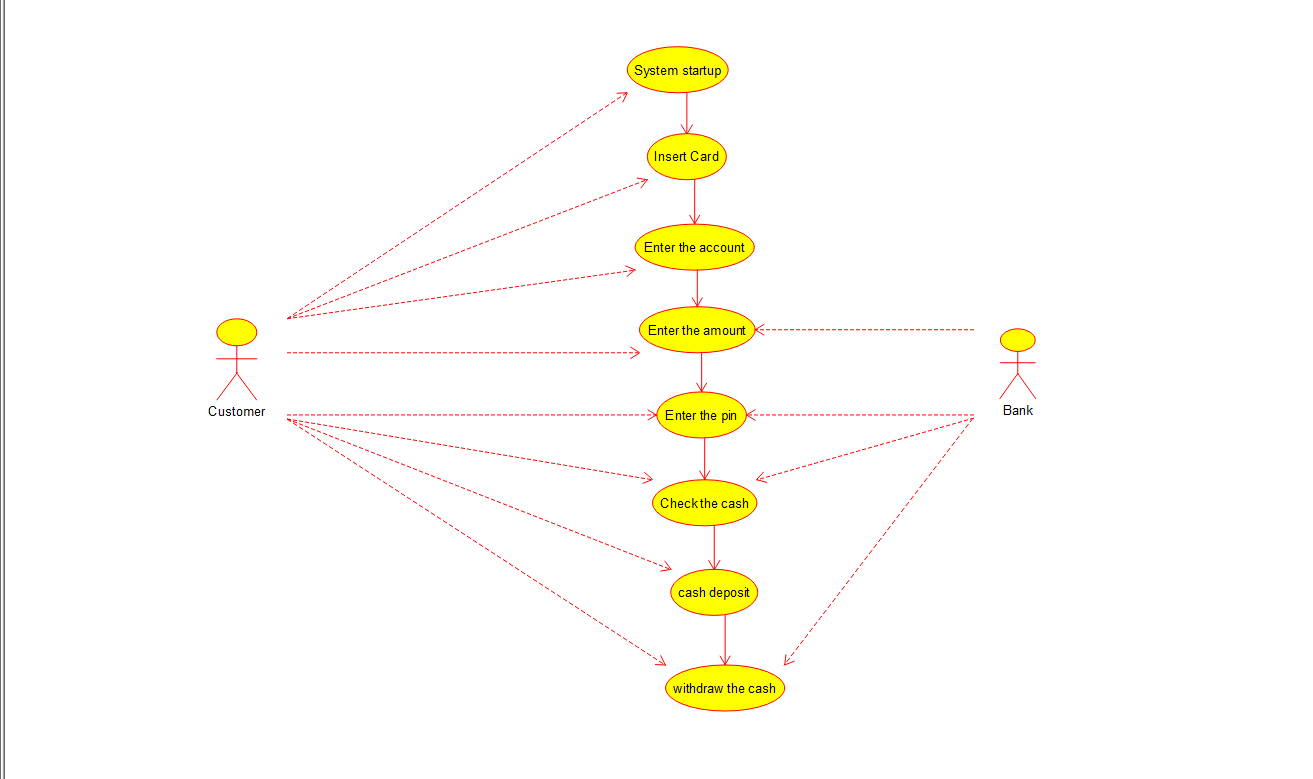 System startup
Insert Card
Enter the account
Enter the amount
Customer
Bank
Enter the pin
Check the cash
cash deposit
withdraw the cash